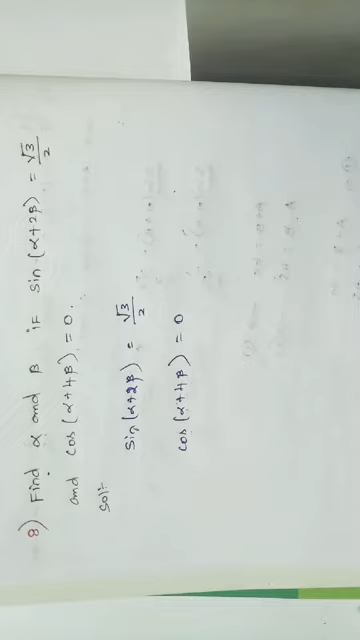 8) Find α and β if sin(α+2β) = √3/2
and cos(α+4β) = 0.
Sol:-
sin(α+2β) = √3/2
cos(α+4β) = 0